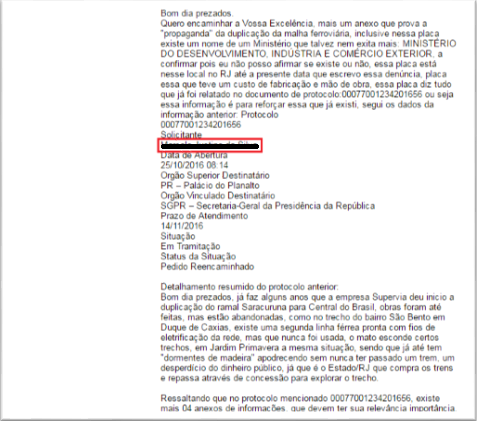 Bom dia prezados.
Quero encaminhar a Vossa Excelência, mais um anexo que prova a
"propaganda" da duplicação da malha ferroviária, inclusive nessa placa
existe um nome de um Ministério que talvez nem exita mais: MINISTÉRIO
DO DESENVOLVIMENTO, INDÚSTRIA E COMÉRCIO EXTERIOR, a
confirmar pois eu não posso afirmar se existe ou não, essa placa está
nesse local no RJ até a presente data que escrevo essa denúncia, placa
essa que teve um custo de fabricação e mão de obra, essa placa diz tudo
que já foi relatado no documento de protocolo:00077001234201666 ou seja
essa informação é para reforçar essa que já existi, segui os dados da
informação anterior: Protocolo
00077001234201666
Solicitante
Data de Abertura
25/10/2016 08:14
Orgão Superior Destinatário
PR – Palácio do Planalto
Orgão Vinculado Destinatário
SGPR – Secretaria-Geral da Presidência da República
Prazo de Atendimento
14/11/2016
Situação
Em Tramitação
Status da Situação
Pedido Reencaminhado
Detalhamento resumido do protocolo anterior:
Bom dia prezados, já faz alguns anos que a empresa Supervia deu inicio a
duplicação do ramal Saracuruna para Central do Brasil, obras foram até
feitas, mas estão abandonadas, como no trecho do bairro São Bento em
Duque de Caxias, existe uma segunda linha férrea pronta com fios de
eletrificação da rede, mas que nunca foi usada, o mato esconde certos
trechos, em Jardim Primavera a mesma situação, sendo que já até tem
"dormentes de madeira" apodrecendo sem nunca ter passado um trem, um
desperdício do dinheiro público, já que é o Estado/RJ que compra os trens
e repassa através de concessão para explorar o trecho.
Ressaltando que no protocolo mencionado 00077001234201666, existe
mais 04 anexos de informações, que devem ter sua relevância importância